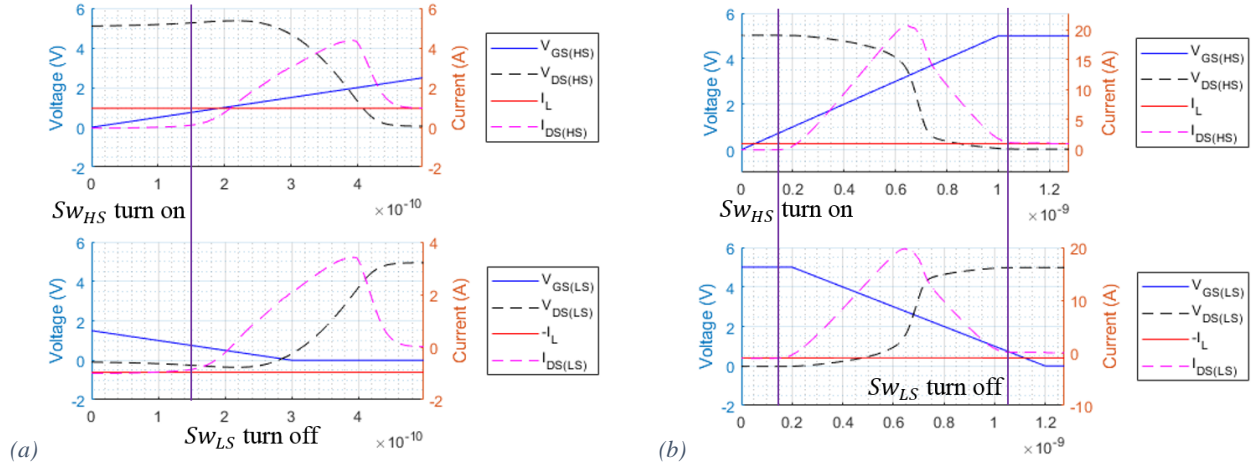 6
4
2
0
-2
Voltage (V)
6
4
2
0
-2
Current (A)
0 1 2 3 4
×10⁻¹⁰
V_GS(HS)
V_DS(HS)
I_L
I_DS(HS)
Sw_HS turn on
6
4
2
0
-2
Voltage (V)
4
2
0
-2
Current (A)
0 1 2 3 4
×10⁻¹⁰
V_GS(LS)
V_DS(LS)
-I_L
I_DS(LS)
Sw_LS turn off
(a)
6
4
2
0
Voltage (V)
20
15
10
5
0
Current (A)
0 0.2 0.4 0.6 0.8 1 1.2
×10⁻⁹
V_GS(HS)
V_DS(HS)
I_L
I_DS(HS)
Sw_HS turn on
6
4
2
0
-2
Voltage (V)
20
10
0
-10
Current (A)
0 0.2 0.4 0.6 0.8 1 1.2
×10⁻⁹
V_GS(LS)
V_DS(LS)
-I_L
I_DS(LS)
Sw_LS turn off
(b)